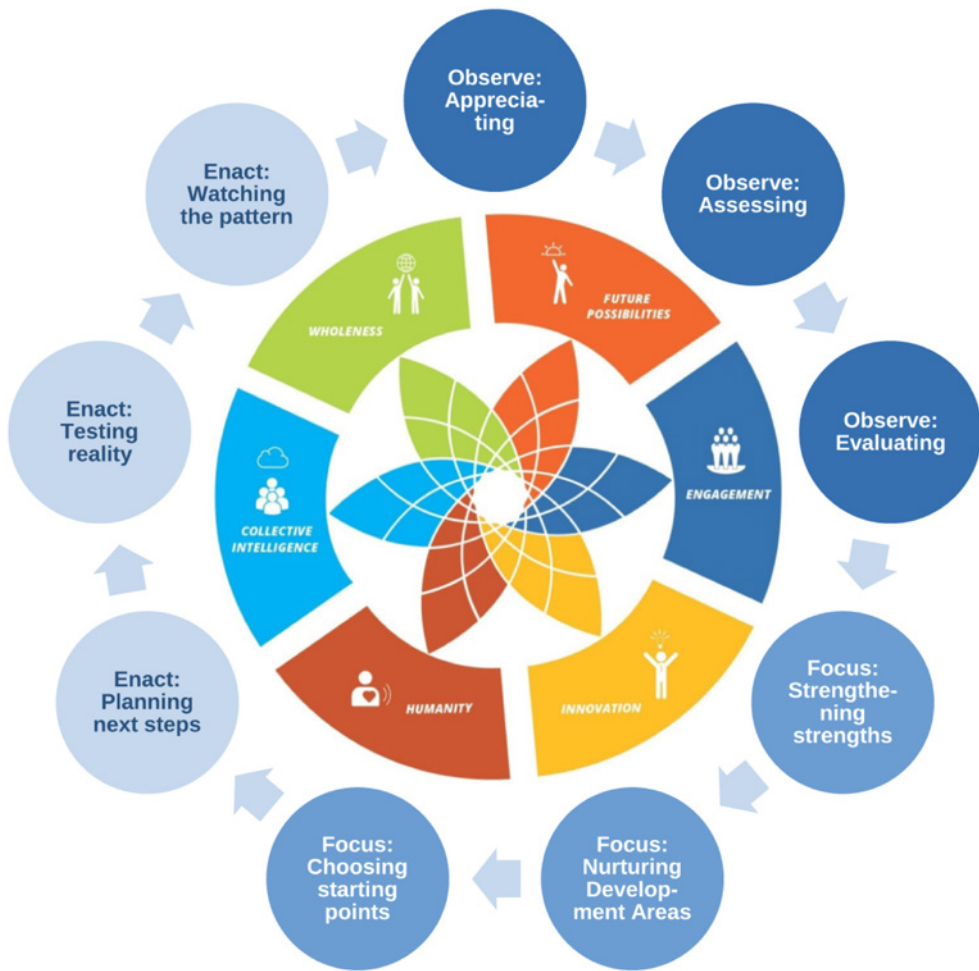 Observe:
Apprecia-
ting
Observe:
Assessing
Observe:
Evaluating
Focus:
Strengthe-
ning
strengths
Focus:
Nurturing
Develop-
ment Areas
Focus:
Choosing
starting
points
Enact:
Planning
next steps
Enact:
Testing
reality
Enact:
Watching
the pattern
FUTURE
POSSIBILITIES
ENGAGEMENT
INNOVATION
HUMANITY
COLLECTIVE
INTELLIGENCE
WHOLENESS